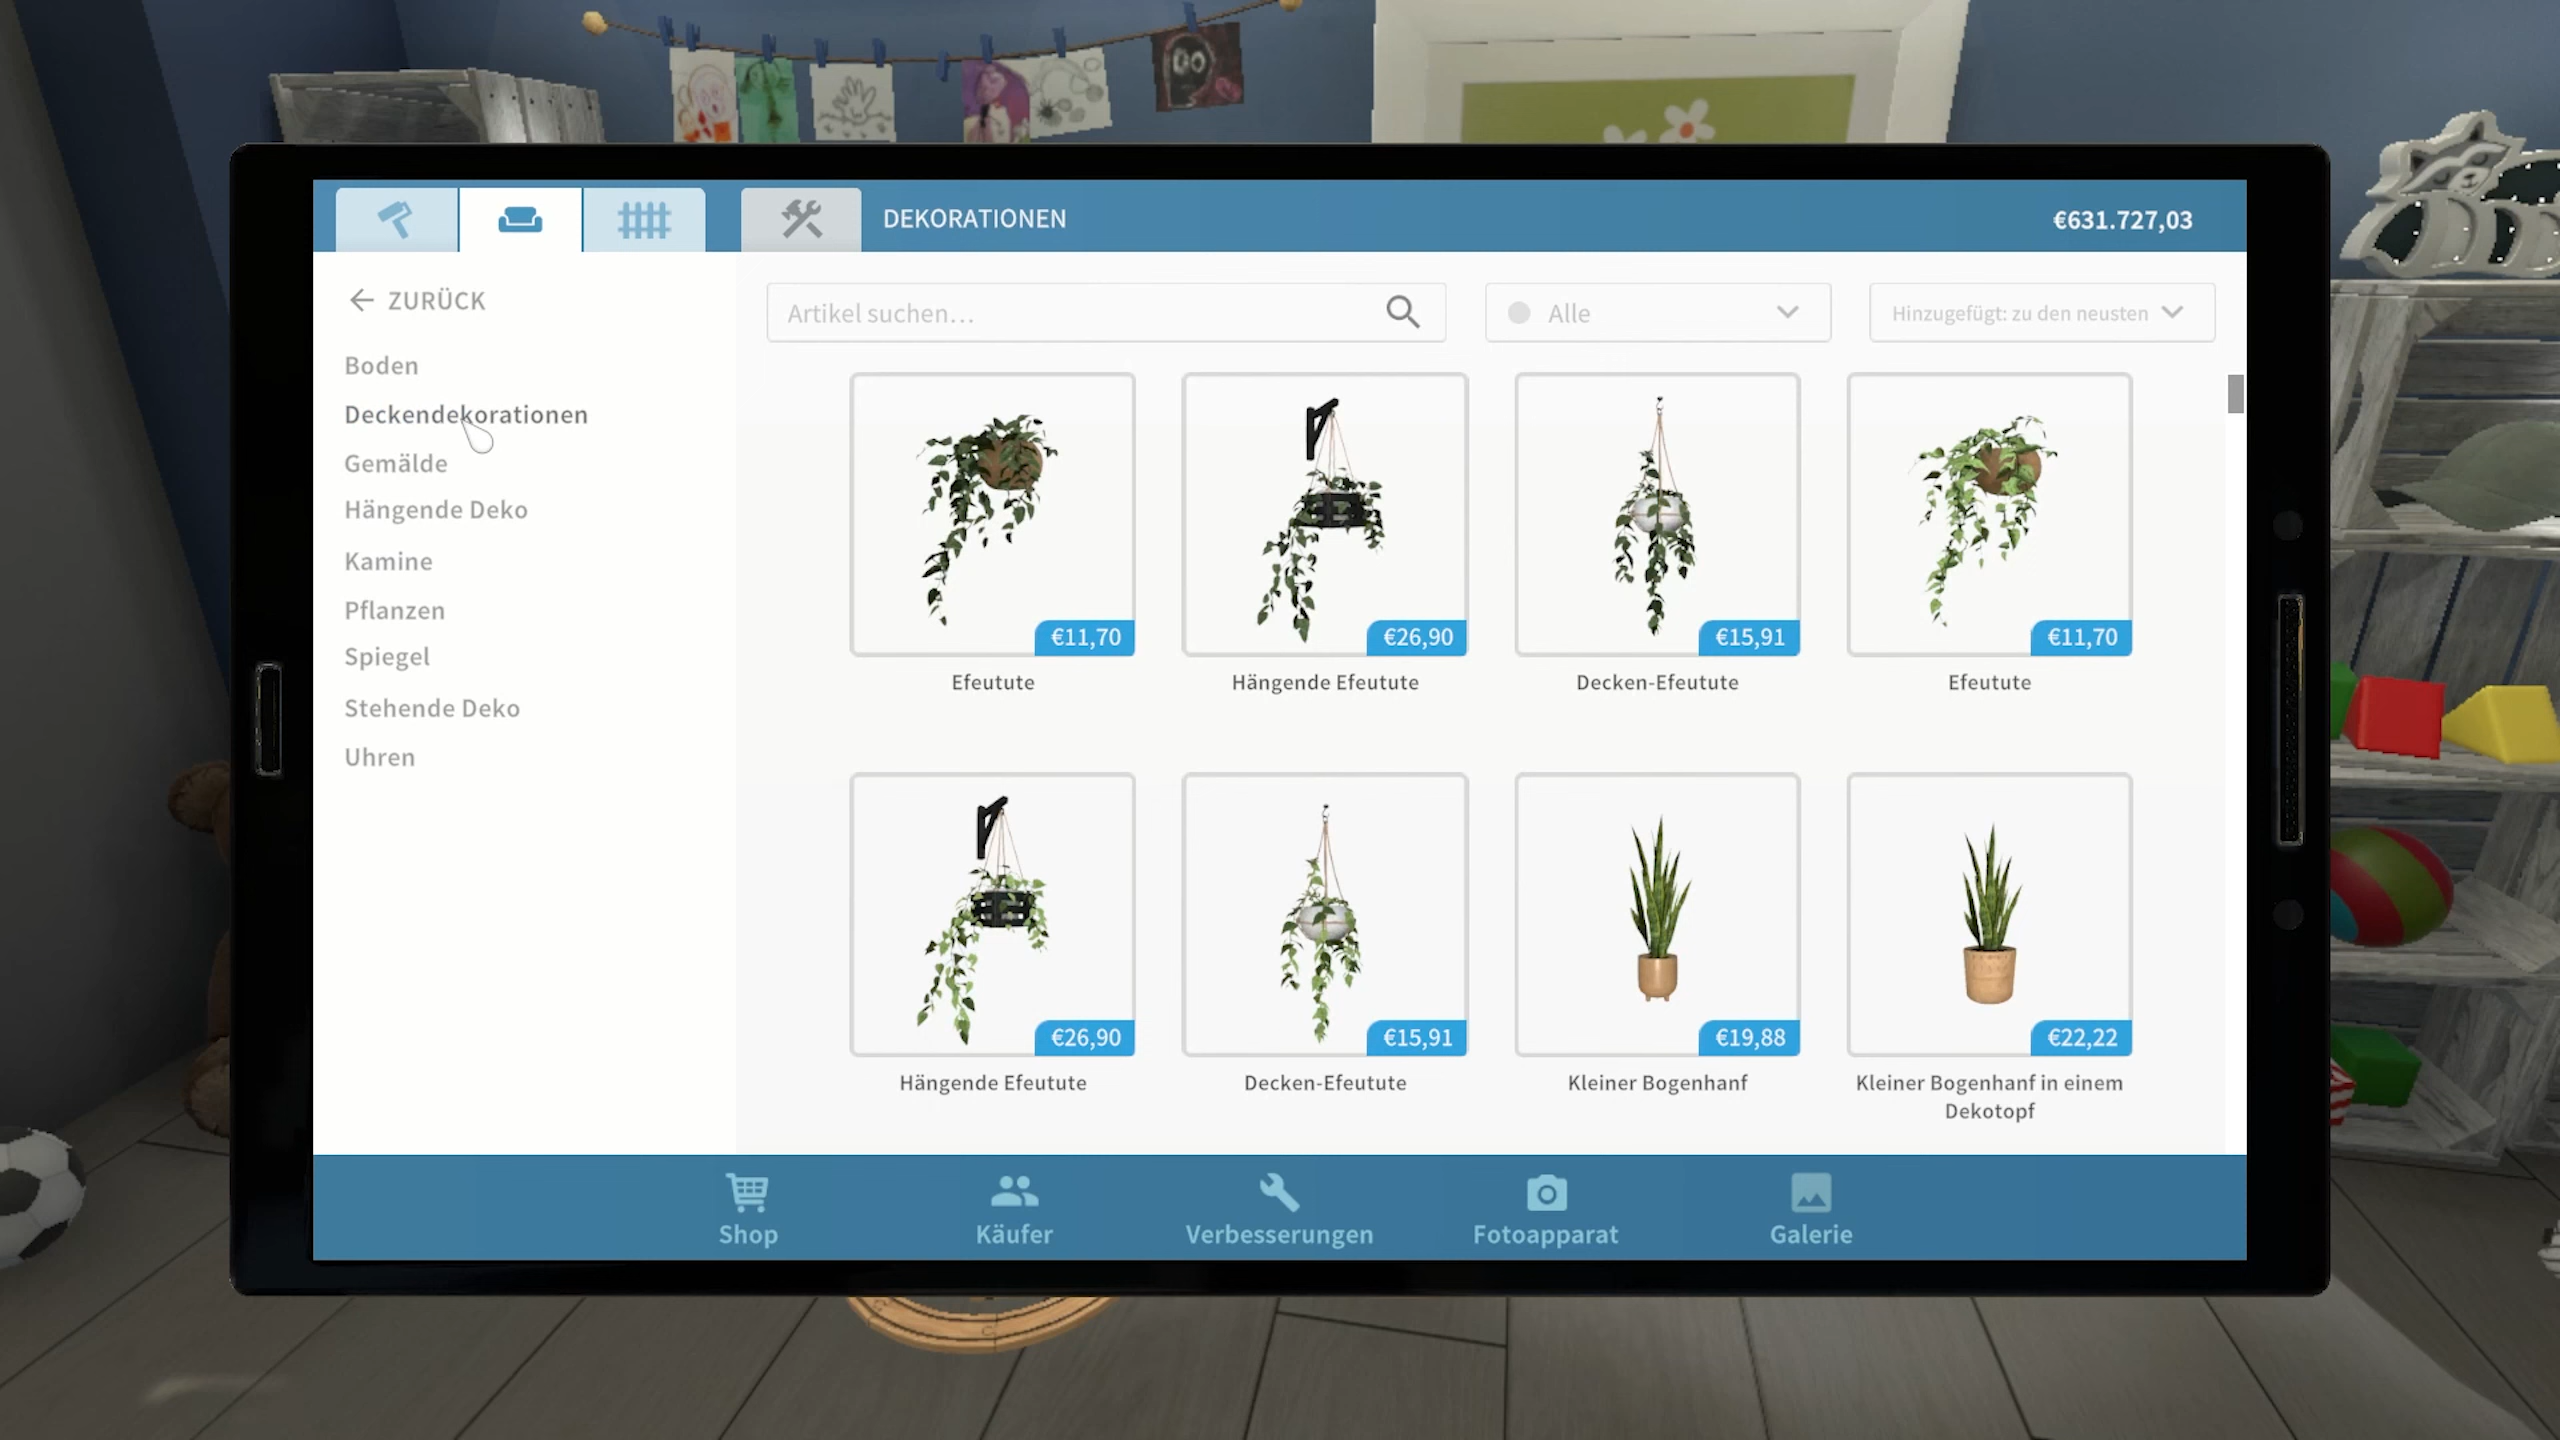 DEKORATIONEN
€631.727,03
ZURÜCK
Boden
Deckendekorationen
Gemälde
Hängende Deko
Kamine
Pflanzen
Spiegel
Stehende Deko
Uhren
Artikel suchen...
Alle
Hinzugefügt: zu den neusten
€11,70
€26,90
€15,91
€11,70
Efeutute
Hängende Efeutute
Decken-Efeutute
Efeutute
€26,90
€15,91
€19,88
€22,22
Hängende Efeutute
Decken-Efeutute
Kleiner Bogenhanf
Kleiner Bogenhanf in einem
Dekotopf
Shop
Käufer
Verbesserungen
Fotoapparat
Galerie